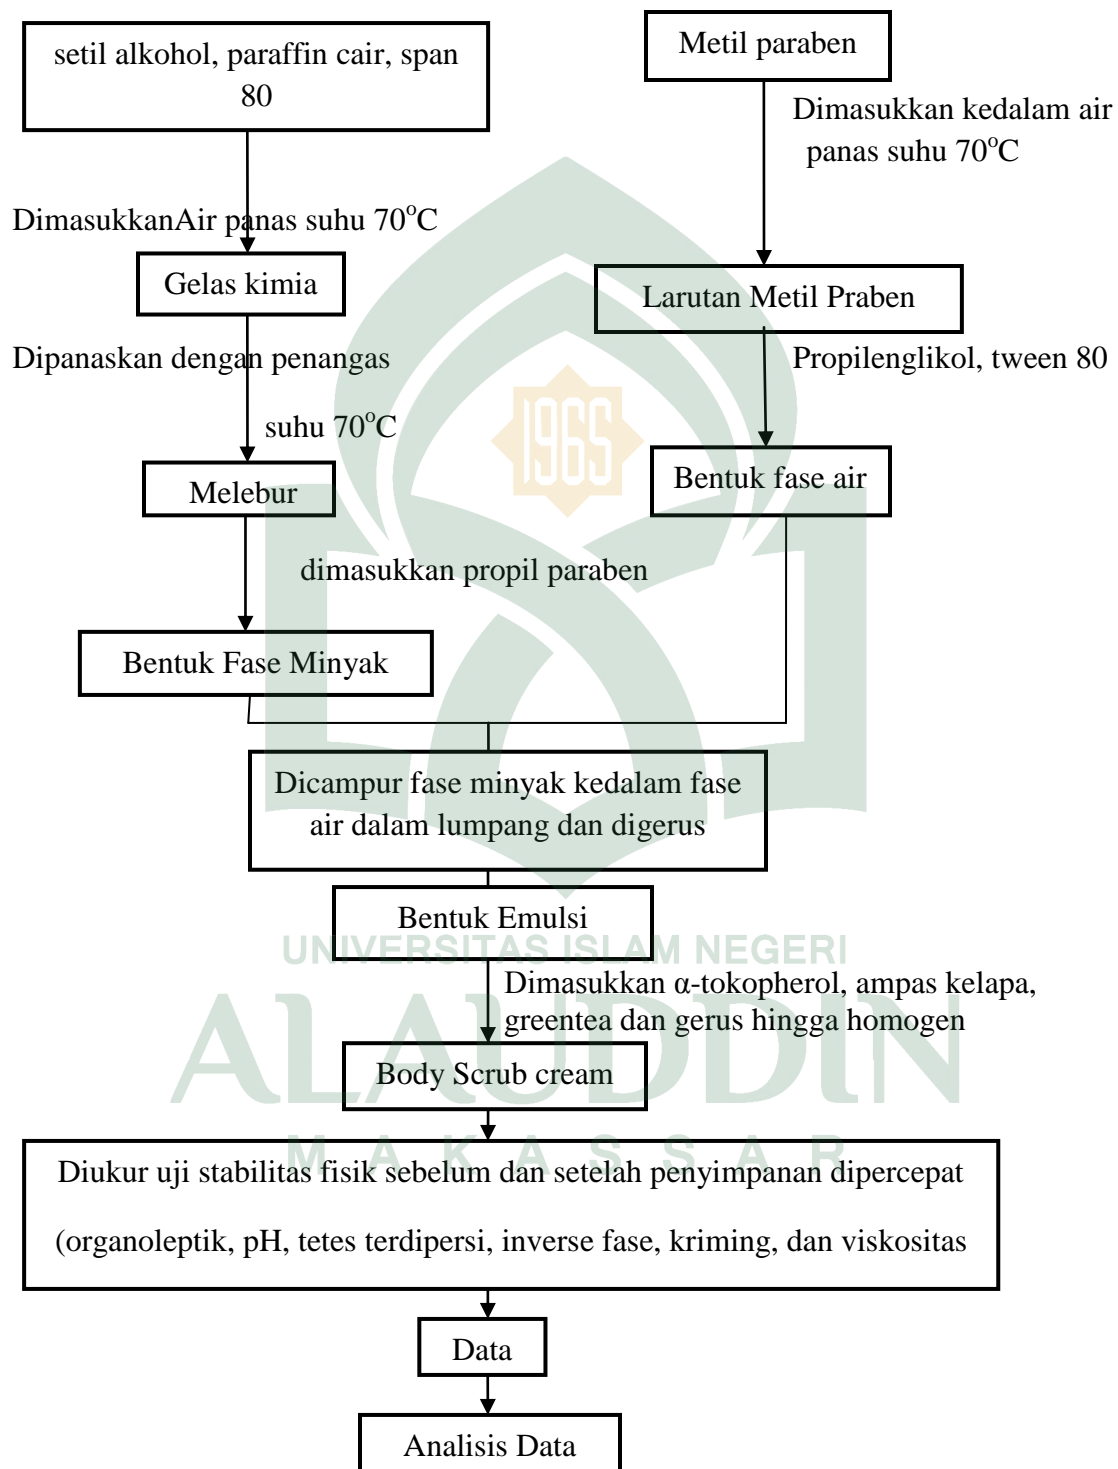 setil alkohol, paraffin cair, span
80
Metil paraben
Dimasukkan kedalam air
panas suhu 70°C
DimasukkanAir panas suhu 70°C
Gelas kimia
Larutan Metil Praben
Dipanaskan dengan penangas
suhu 70°C
Propilenglikol, tween 80
Melebur
Bentuk fase air
dimasukkan propil paraben
Bentuk Fase Minyak
Dicampur fase minyak kedalam fase
air dalam lumpang dan digerus
Bentuk Emulsi
Dimasukkan α-tokopherol, ampas kelapa,
greentea dan gerus hingga homogen
Body Scrub cream
Diukur uji stabilitas fisik sebelum dan setelah penyimpanan dipercepat
(organoleptik, pH, tetes terdipersi, inverse fase, kriming, dan viskositas
Data
Analisis Data
1965
UNIVERSITAS ISLAM NEGERI
ALAUDDIN
MAKASSAR